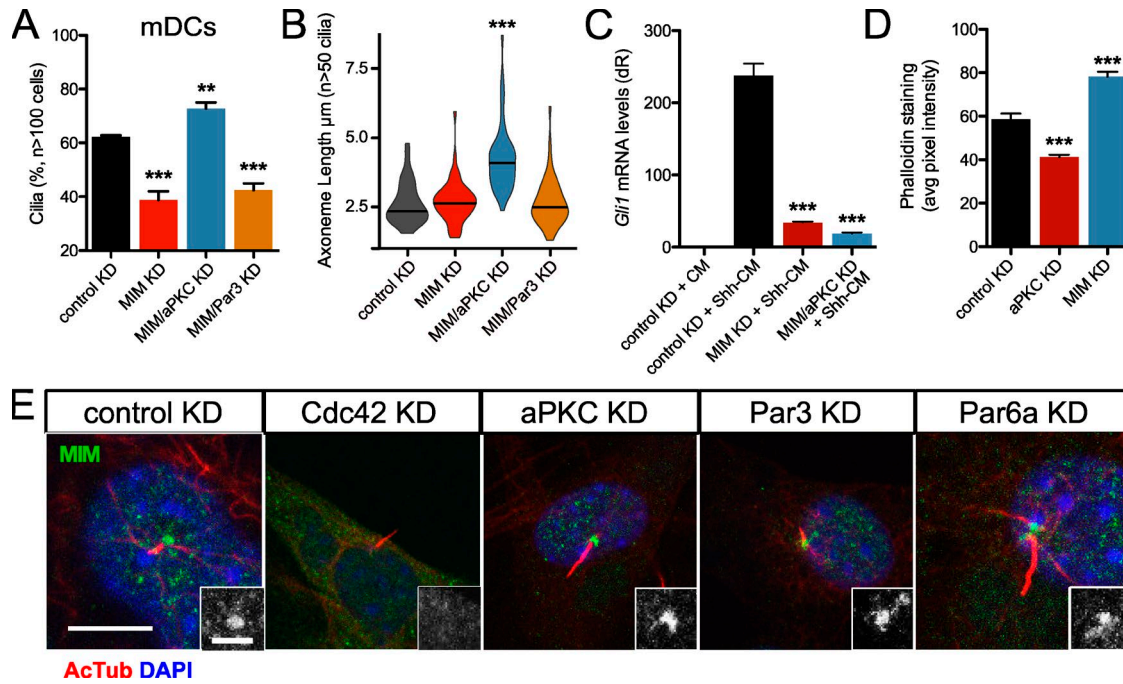 A
mDCs
Cilia (%, n>100 cells)
100
80
60
40
20
**
***
***
control KD
MIM KD
MIM/aPKC KD
MIM/Par3 KD
B
Axoneme Length µm (n>50 cilia)
7.5
5.0
2.5
***
control KD
MIM KD
MIM/aPKC KD
MIM/Par3 KD
C
Gli1 mRNA levels (dR)
300
200
100
50
0
***
***
control KD + CM
control KD + Shh-CM
MIM KD + Shh-CM
MIM/aPKC KD
+ Shh-CM
D
Phalloidin staining
(avg pixel intensity)
100
80
60
40
20
0
***
***
control KD
aPKC KD
MIM KD
E
control KD
Cdc42 KD
aPKC KD
Par3 KD
Par6a KD
MIM
AcTub DAPI